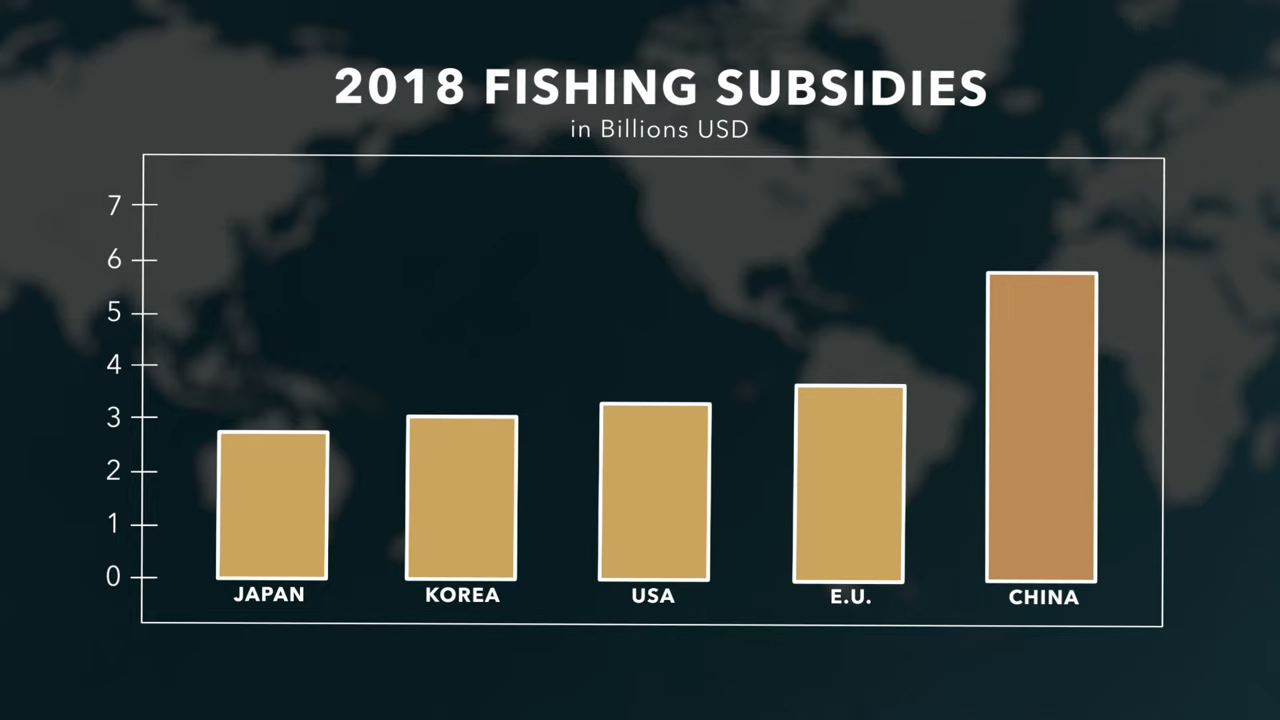 2018 FISHING SUBSIDIES
in Billions USD
7
6
5
4
3
2
1
0
JAPAN KOREA USA E.U. CHINA